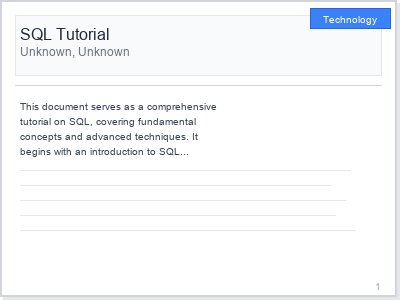 Technology
SQL Tutorial
Unknown, Unknown
This document serves as a comprehensive
tutorial on SQL, covering fundamental
concepts and advanced techniques. It
begins with an introduction to SQL...
1